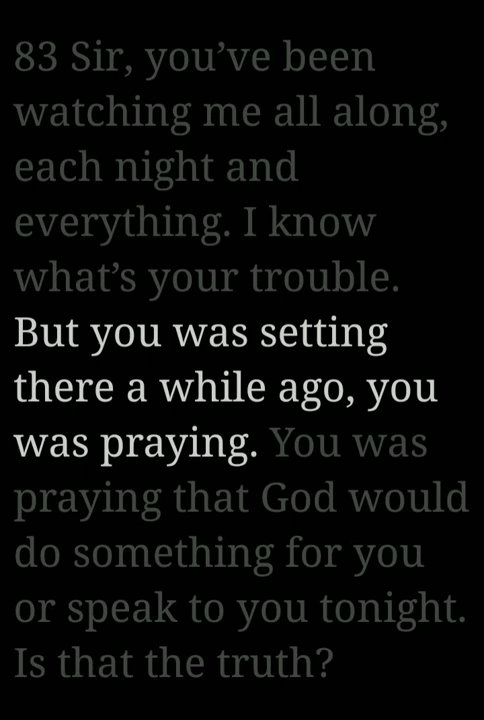 83 Sir, you’ve been
watching me all along,
each night and
everything. I know
what’s your trouble.
But you was setting
there a while ago, you
was praying. You was
praying that God would
do something for you
or speak to you tonight.
Is that the truth?